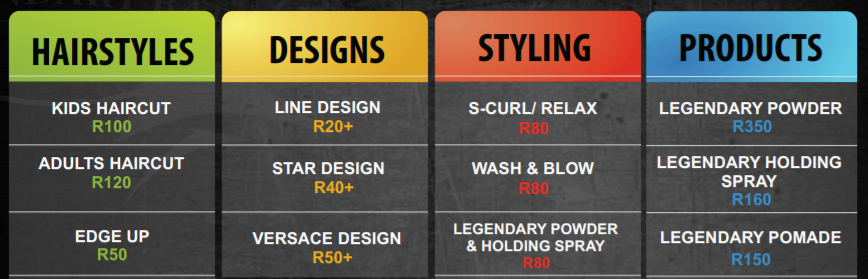 HAIRSTYLES
KIDS HAIRCUT
R100
ADULTS HAIRCUT
R120
EDGE UP
R50
DESIGNS
LINE DESIGN
R20+
STAR DESIGN
R40+
VERSACE DESIGN
R50+
STYLING
S-CURL/ RELAX
R80
WASH & BLOW
R80
LEGENDARY POWDER
& HOLDING SPRAY
R80
PRODUCTS
LEGENDARY POWDER
R350
LEGENDARY HOLDING
SPRAY
R160
LEGENDARY POMADE
R150